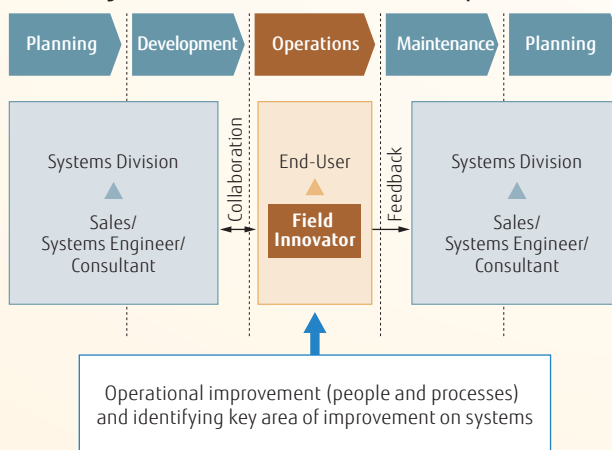 Planning
Development
Operations
Maintenance
Planning
Systems Division
Sales/
Systems Engineer/
Consultant
Collaboration
End-User
Field
Innovator
Feedback
Systems Division
Sales/
Systems Engineer/
Consultant
Operational improvement (people and processes)
and identifying key area of improvement on systems